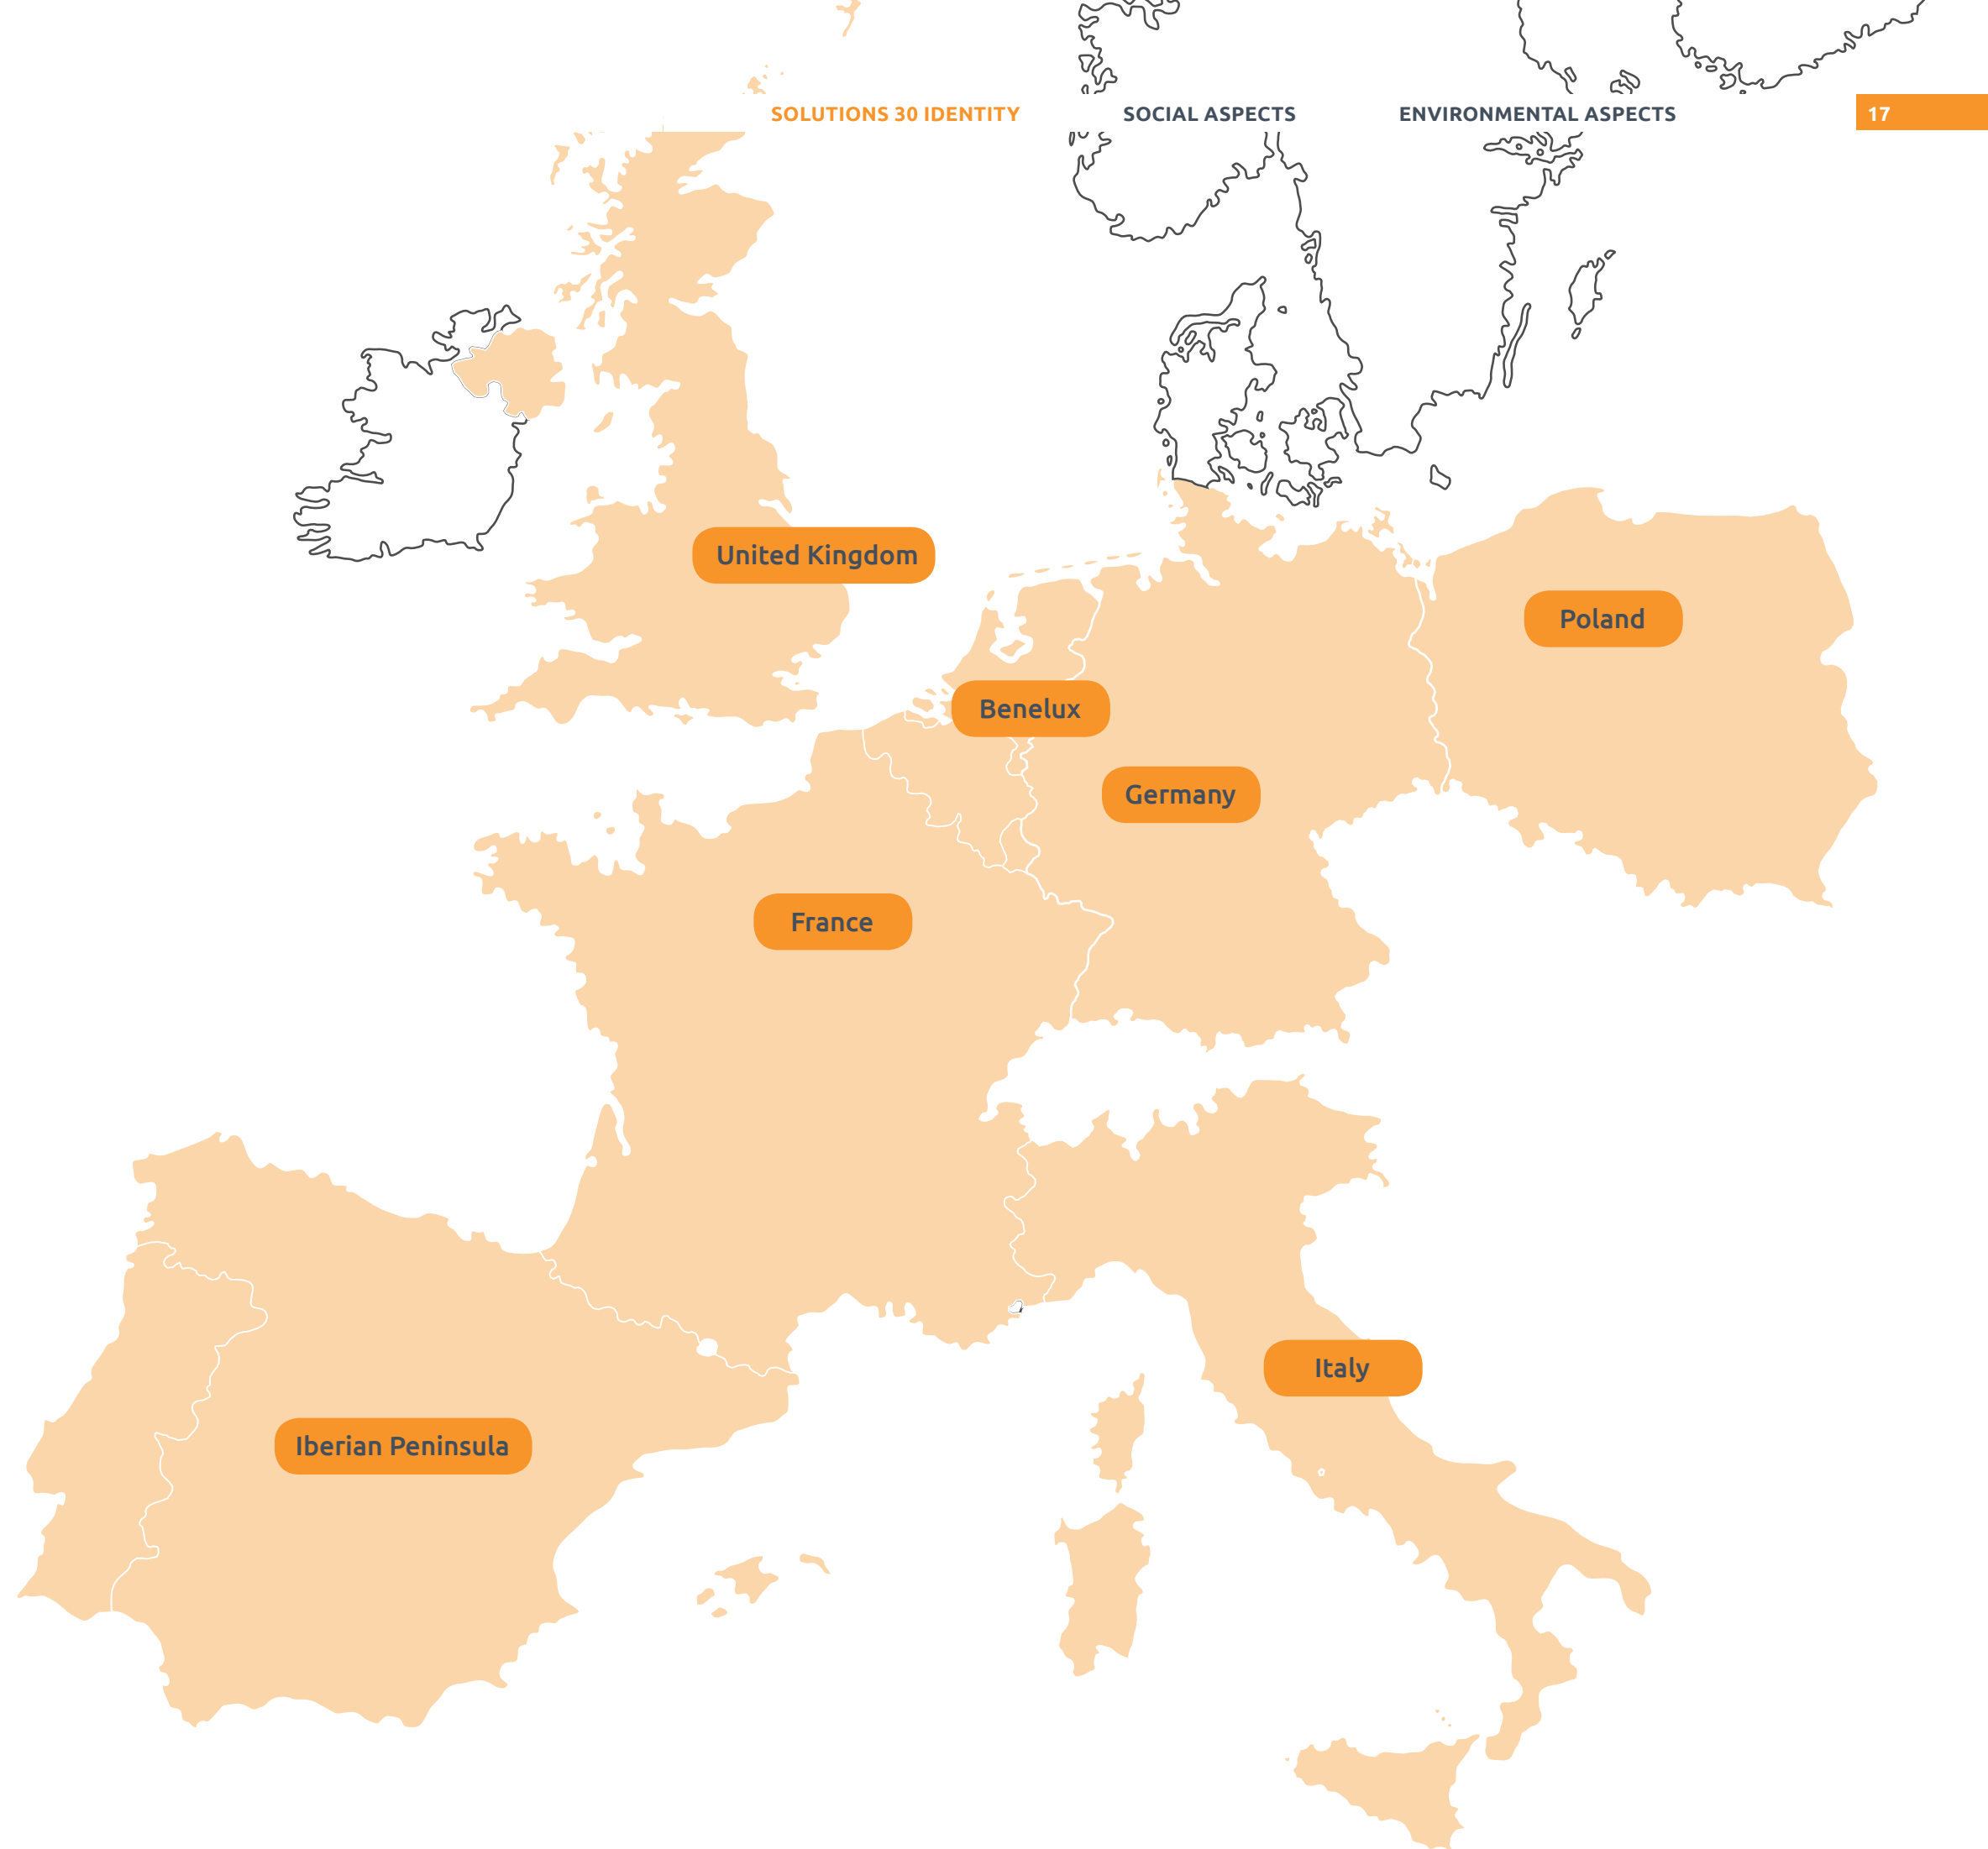 SOLUTIONS 30 IDENTITY
SOCIAL ASPECTS
ENVIRONMENTAL ASPECTS
17
United Kingdom
Poland
Benelux
Germany
France
Italy
Iberian Peninsula